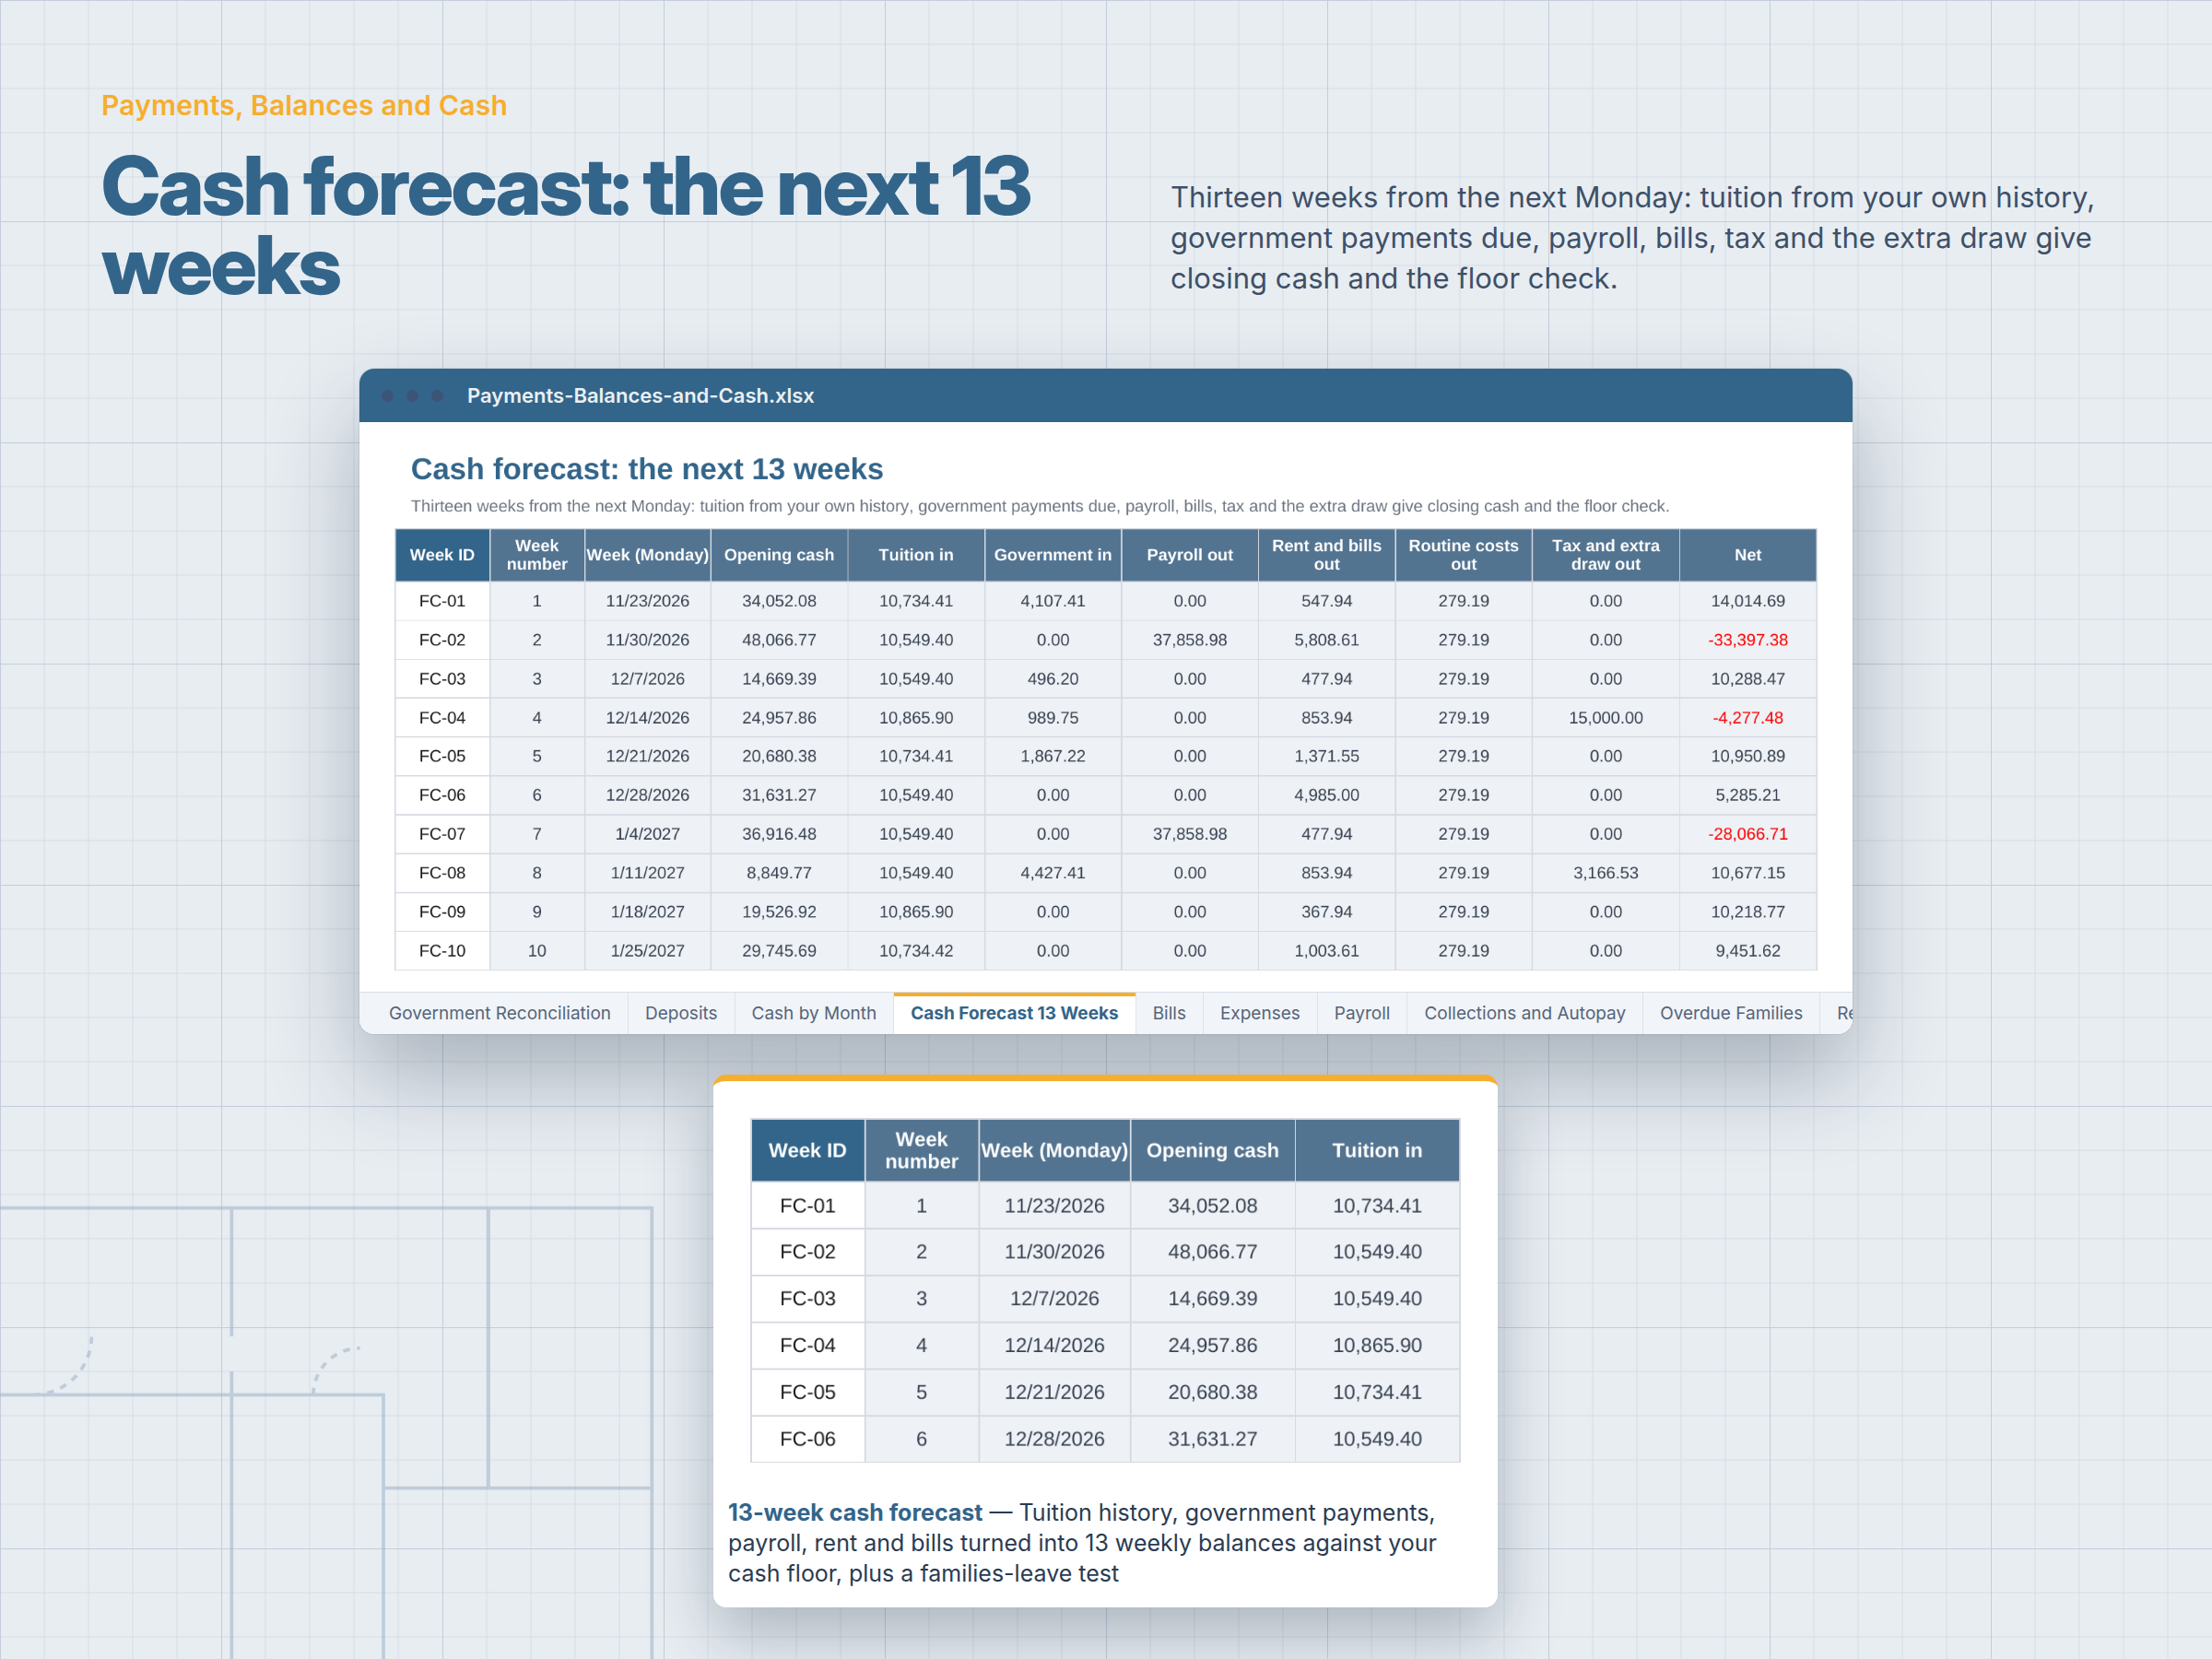 Payments, Balances and Cash
Cash forecast: the next 13
weeks
Thirteen weeks from the next Monday: tuition from your own history,
government payments due, payroll, bills, tax and the extra draw give
closing cash and the floor check.
Payments-Balances-and-Cash.xlsx
Cash forecast: the next 13 weeks
Thirteen weeks from the next Monday: tuition from your own history, government payments due, payroll, bills, tax and the extra draw give closing cash and the floor check.
Week ID Week number Week (Monday) Opening cash Tuition in Government in Payroll out Rent and bills out Routine costs out Tax and extra draw out Net
FC-01 1 11/23/2026 34,052.08 10,734.41 4,107.41 0.00 547.94 279.19 0.00 14,014.69
FC-02 2 11/30/2026 48,066.77 10,549.40 0.00 37,858.98 5,808.61 279.19 0.00 -33,397.38
FC-03 3 12/7/2026 14,669.39 10,549.40 496.20 0.00 477.94 279.19 0.00 10,288.47
FC-04 4 12/14/2026 24,957.86 10,865.90 989.75 0.00 853.94 279.19 15,000.00 -4,277.48
FC-05 5 12/21/2026 20,680.38 10,734.41 1,867.22 0.00 1,371.55 279.19 0.00 10,950.89
FC-06 6 12/28/2026 31,631.27 10,549.40 0.00 0.00 4,985.00 279.19 0.00 5,285.21
FC-07 7 1/4/2027 36,916.48 10,549.40 0.00 37,858.98 477.94 279.19 0.00 -28,066.71
FC-08 8 1/11/2027 8,849.77 10,549.40 4,427.41 0.00 853.94 279.19 3,166.53 10,677.15
FC-09 9 1/18/2027 19,526.92 10,865.90 0.00 0.00 367.94 279.19 0.00 10,218.77
FC-10 10 1/25/2027 29,745.69 10,734.42 0.00 0.00 1,003.61 279.19 0.00 9,451.62
Government Reconciliation Deposits Cash by Month Cash Forecast 13 Weeks Bills Expenses Payroll Collections and Autopay Overdue Families
Week ID Week number Week (Monday) Opening cash Tuition in
FC-01 1 11/23/2026 34,052.08 10,734.41
FC-02 2 11/30/2026 48,066.77 10,549.40
FC-03 3 12/7/2026 14,669.39 10,549.40
FC-04 4 12/14/2026 24,957.86 10,865.90
FC-05 5 12/21/2026 20,680.38 10,734.41
FC-06 6 12/28/2026 31,631.27 10,549.40
13-week cash forecast — Tuition history, government payments,
payroll, rent and bills turned into 13 weekly balances against your
cash floor, plus a families-leave test